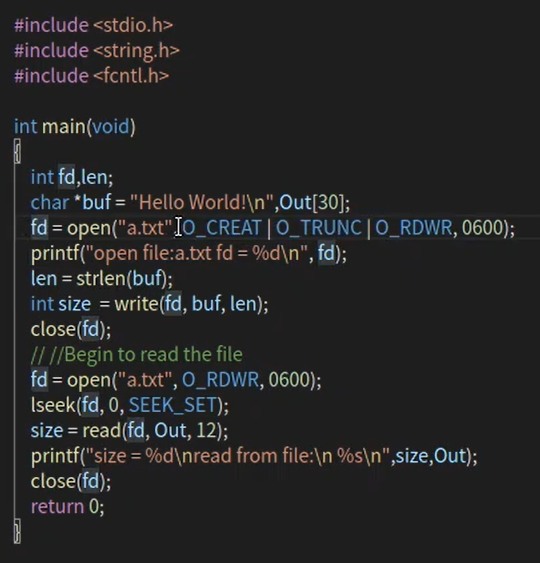 #include <stdio.h>
#include <string.h>
#include <fcntl.h>
int main(void)
{
int fd,len;
char *buf = "Hello World!\n",Out[30];
fd = open("a.txt", O_CREAT | O_TRUNC | O_RDWR, 0600);
printf("open file:a.txt fd = %d\n", fd);
len = strlen(buf);
int size  = write(fd, buf, len);
close(fd);
// //Begin to read the file
fd = open("a.txt", O_RDWR, 0600);
lseek(fd, 0, SEEK_SET);
size = read(fd, Out, 12);
printf("size = %d\nread from file:\n %s\n",size,Out);
close(fd);
return 0;
}